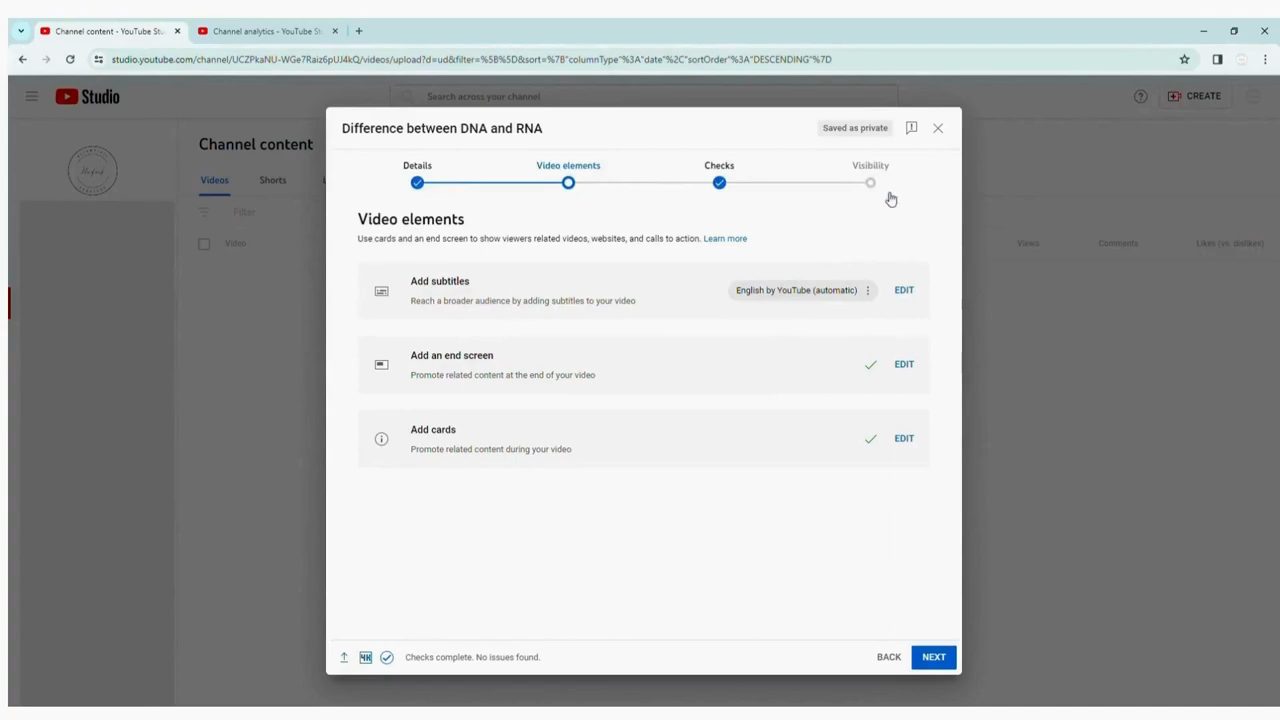 Channel content - YouTube Stu
Channel analytics - YouTube St
studio.youtube.com/channel/UCZPkaNU-WGe7Raiz6pUJ4kQ/videos/upload?d=ud&filter=%5B%5D&sort=%7B"columnType"%3A"date"%2C"sortOrder"%3A"DESCENDING"%7D
Studio
Search across your channel
CREATE
Channel content
Videos
Shorts
Filter
Video
Views
Comments
Likes (vs. dislikes)
Difference between DNA and RNA
Saved as private
Details
Video elements
Checks
Visibility
Video elements
Use cards and an end screen to show viewers related videos, websites, and calls to action. Learn more
Add subtitles
Reach a broader audience by adding subtitles to your video
English by YouTube (automatic)
EDIT
Add an end screen
Promote related content at the end of your video
EDIT
Add cards
Promote related content during your video
EDIT
4K
Checks complete. No issues found.
BACK
NEXT